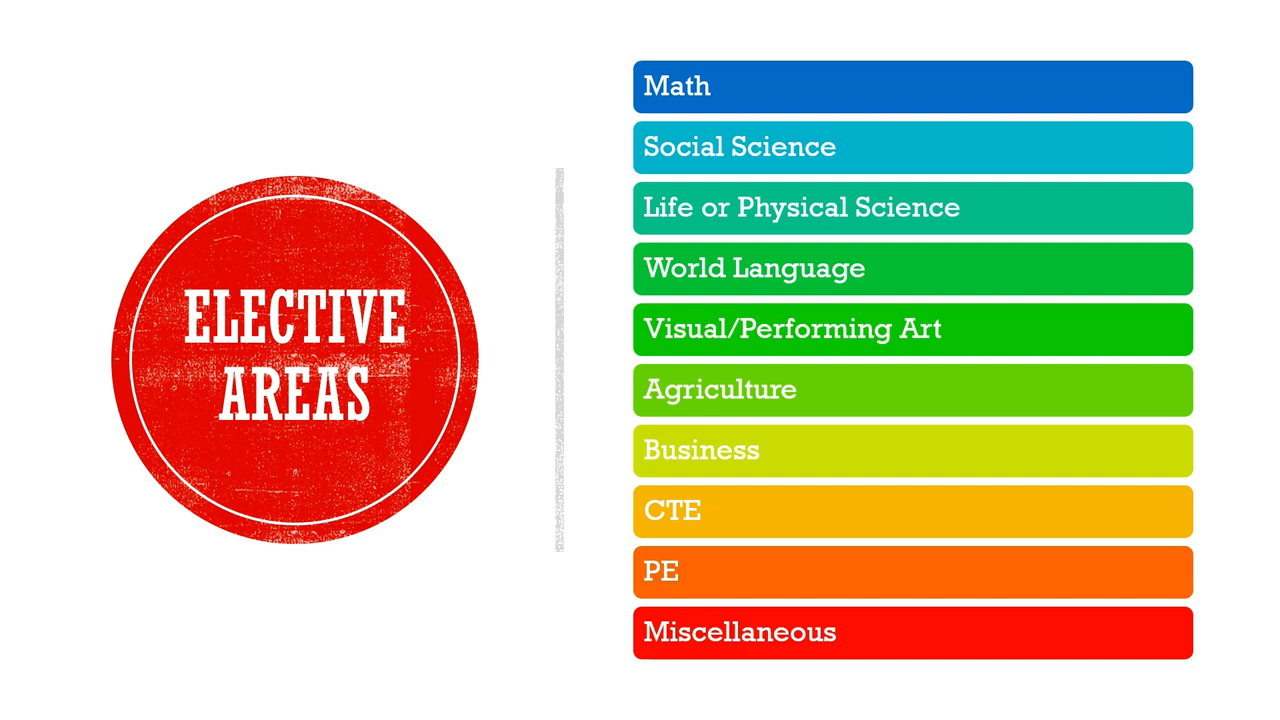 ELECTIVE
AREAS
Math
Social Science
Life or Physical Science
World Language
Visual/Performing Art
Agriculture
Business
CTE
PE
Miscellaneous